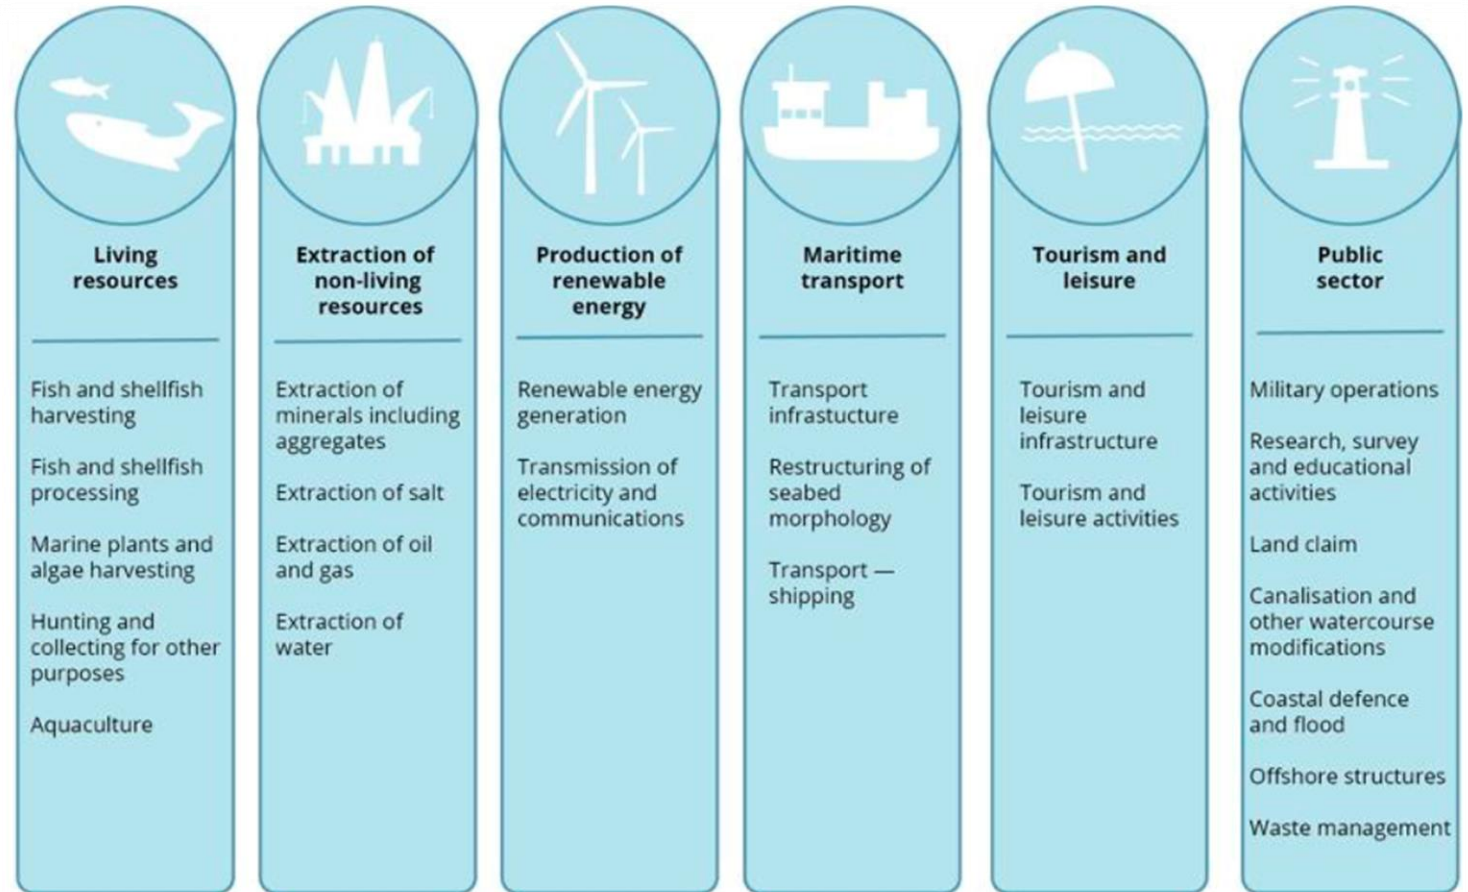 Living
resources
Fish and shellfish
harvesting
Fish and shellfish
processing
Marine plants and
algae harvesting
Hunting and
collecting for other
purposes
Aquaculture
Extraction of
non-living
resources
Extraction of
minerals including
aggregates
Extraction of salt
Extraction of oil
and gas
Extraction of
water
Production of
renewable
energy
Renewable energy
generation
Transmission of
electricity and
communications
Maritime
transport
Transport
infrastucture
Restructuring of
seabed
morphology
Transport —
shipping
Tourism and
leisure
Tourism and
leisure
infrastructure
Tourism and
leisure activities
Public
sector
Military operations
Research, survey
and educational
activities
Land claim
Canalisation and
other watercourse
modifications
Coastal defence
and flood
Offshore structures
Waste management